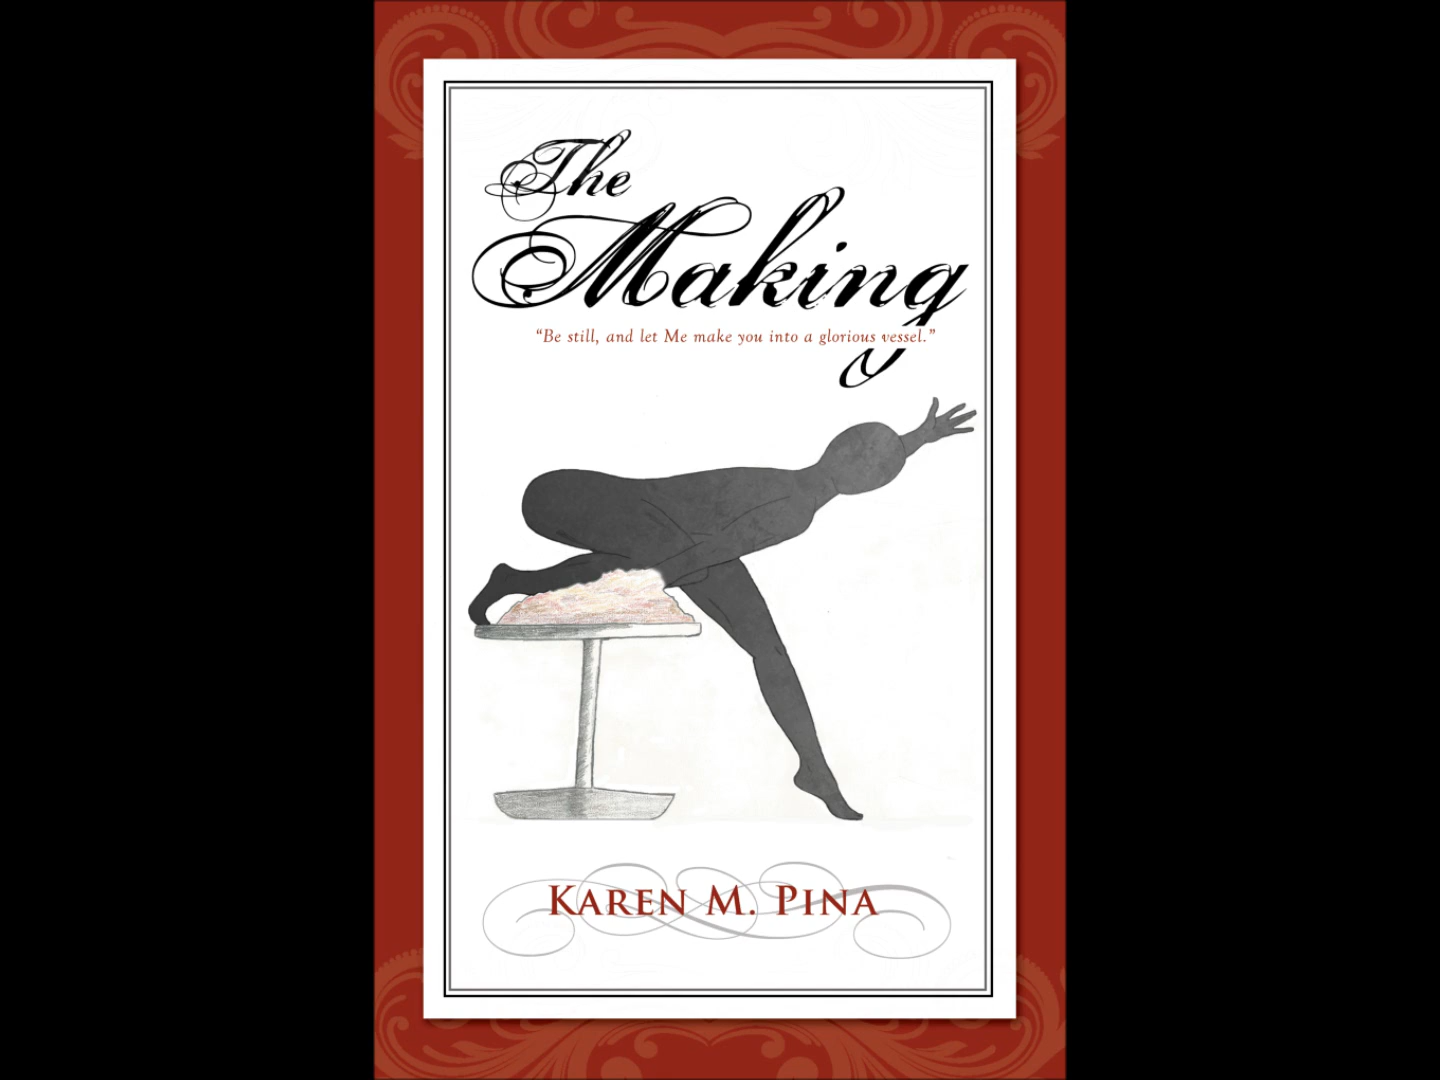 The
Making
“Be still, and let Me make you into a glorious vessel.”
Karen M. Pina